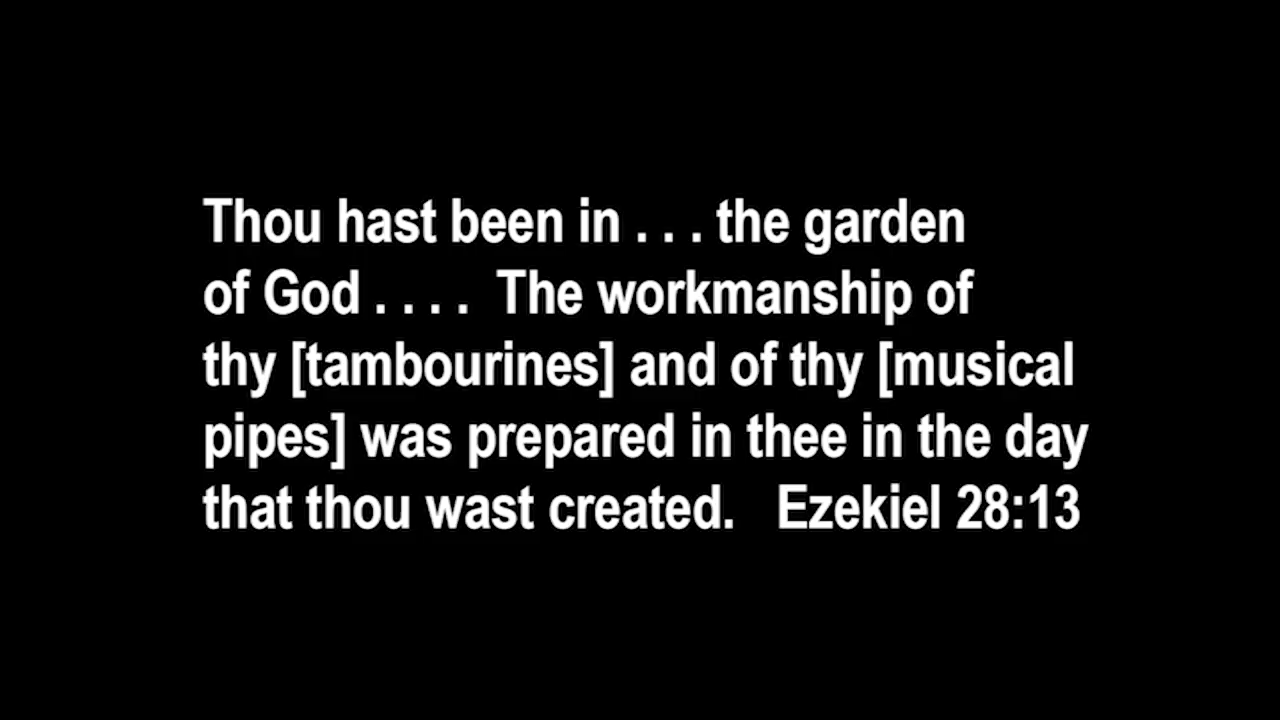 Thou hast been in . . . the garden
of God . . . .  The workmanship of
thy [tambourines] and of thy [musical
pipes] was prepared in thee in the day
that thou wast created.   Ezekiel 28:13